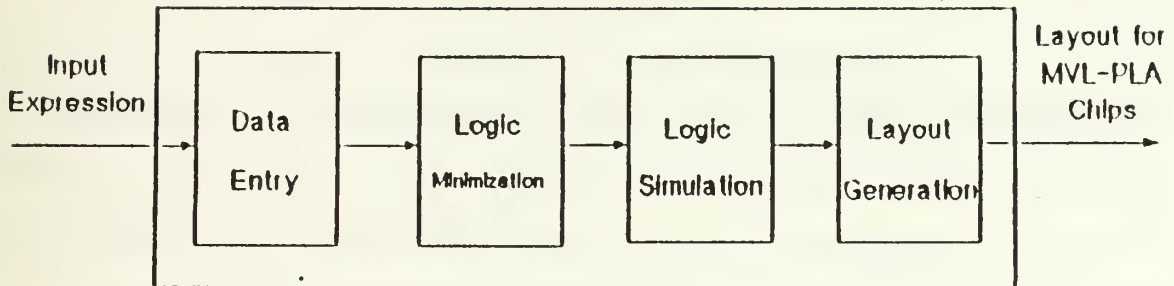 Input
Expression
Data
Entry
Logic
Minimization
Logic
Simulation
Layout
Generation
Layout for
MVL-PLA
Chips